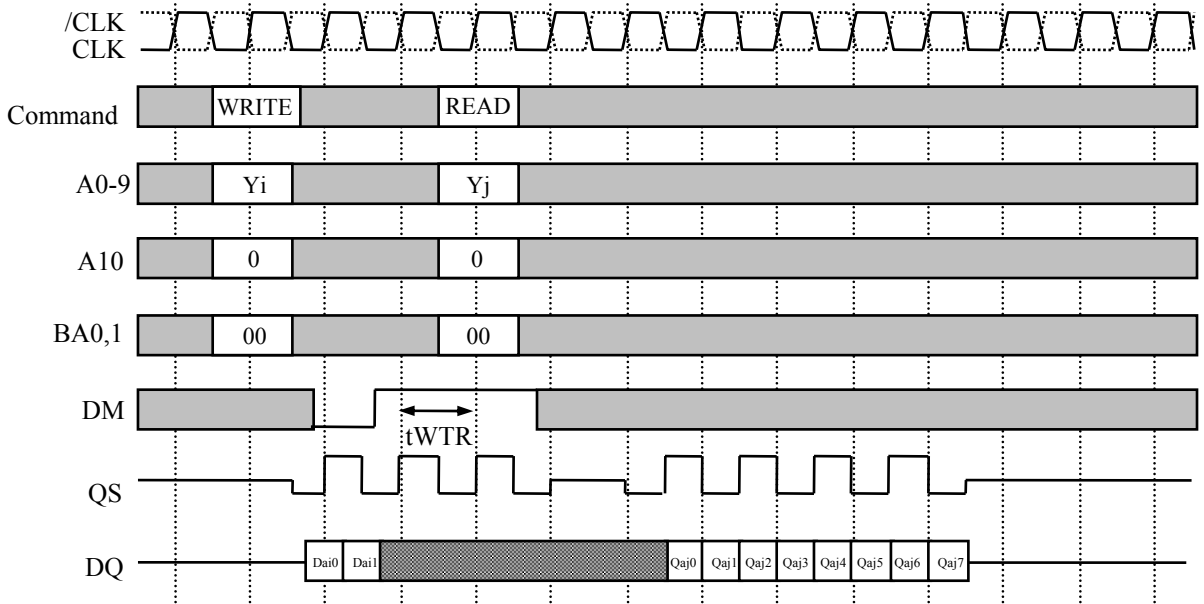 /CLK
CLK
Command WRITE READ
A0-9 Yi Yj
A10 0 0
BA0,1 00 00
DM
tWTR
QS
DQ Dai0 Dai1 Qaj0 Qaj1 Qaj2 Qaj3 Qaj4 Qaj5 Qaj6 Qaj7